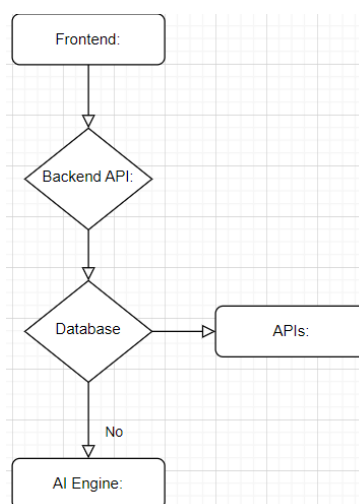 Frontend:
Backend API:
Database
APIs:
No
AI Engine: